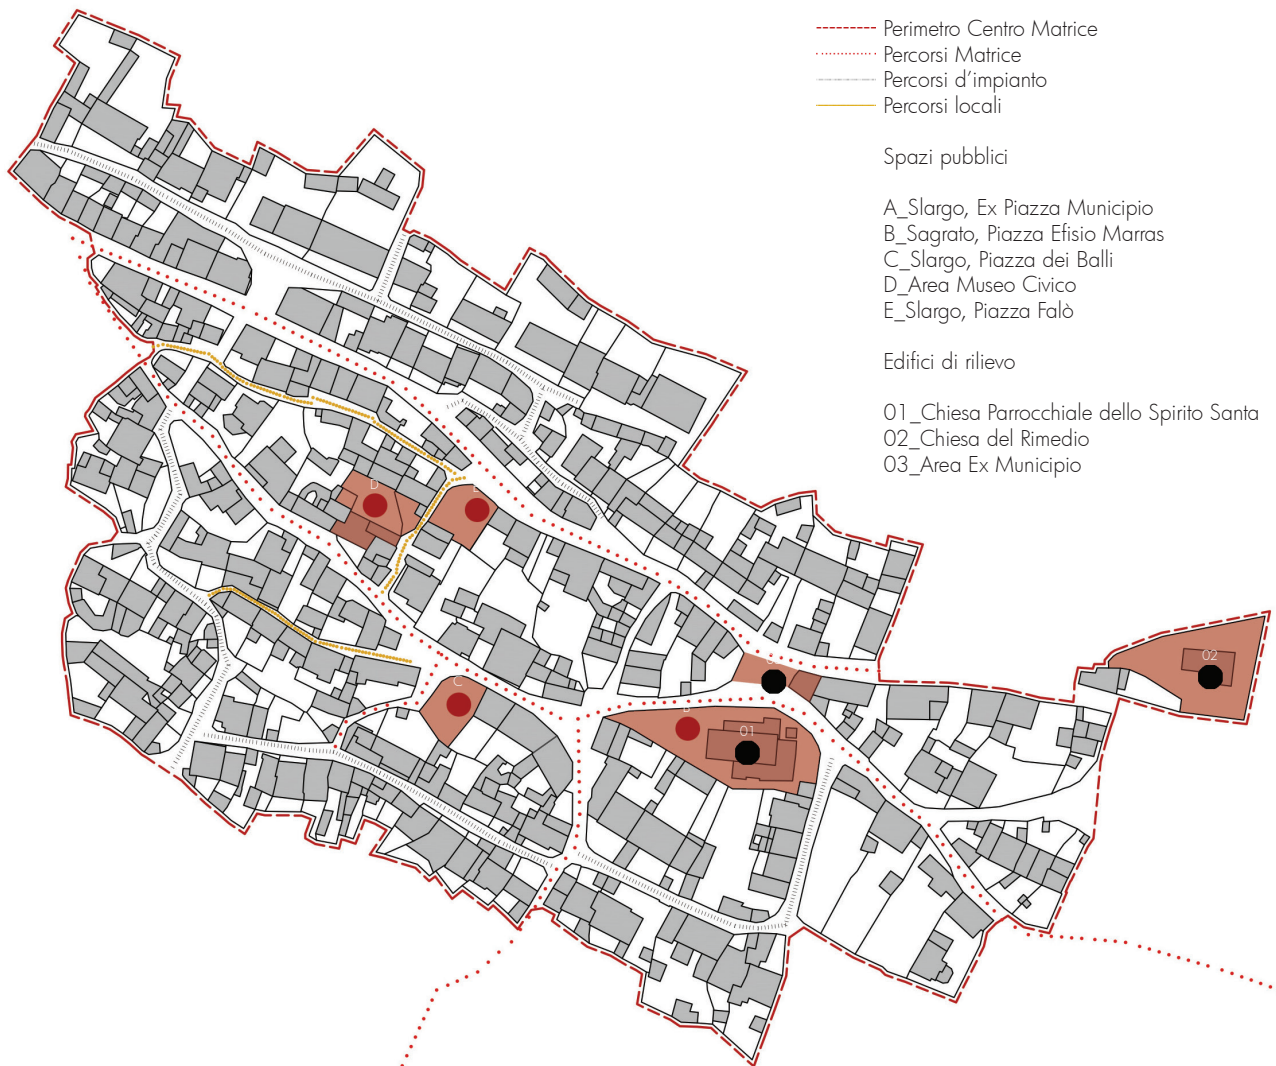 Perimetro Centro Matrice
Percorsi Matrice
Percorsi d'impianto
Percorsi locali
Spazi pubblici
A_Slargo, Ex Piazza Municipio
B_Sagrato, Piazza Efisio Marras
C_Slargo, Piazza dei Balli
D_Area Museo Civico
E_Slargo, Piazza Falò
Edifici di rilievo
01_Chiesa Parrocchiale dello Spirito Santa
02_Chiesa del Rimedio
03_Area Ex Municipio
D
02
C
01